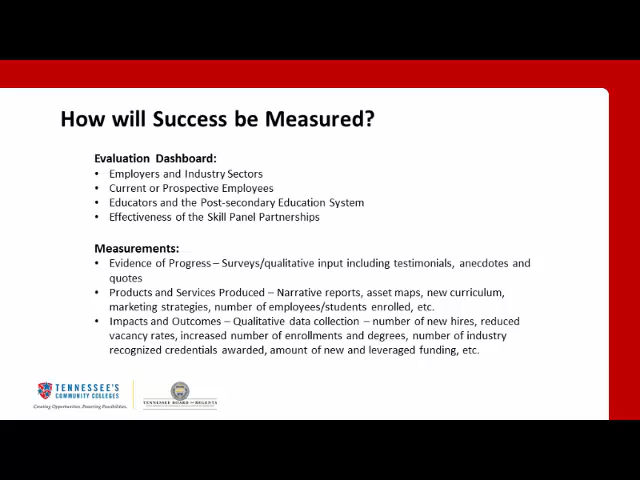 How will Success be Measured?
Evaluation Dashboard:
• Employers and Industry Sectors
• Current or Prospective Employees
• Educators and the Post-secondary Education System
• Effectiveness of the Skill Panel Partnerships
Measurements:
• Evidence of Progress – Surveys/qualitative input including testimonials, anecdotes and
quotes
• Products and Services Produced – Narrative reports, asset maps, new curriculum,
marketing strategies, number of employees/students enrolled, etc.
• Impacts and Outcomes – Qualitative data collection – number of new hires, reduced
vacancy rates, increased number of enrollments and degrees, number of industry
recognized credentials awarded, amount of new and leveraged funding, etc.
TENNESSEE'S
COMMUNITY COLLEGES
Creating Opportunities. Powering Possibilities.
TENNESSEE BOARD OF REGENTS